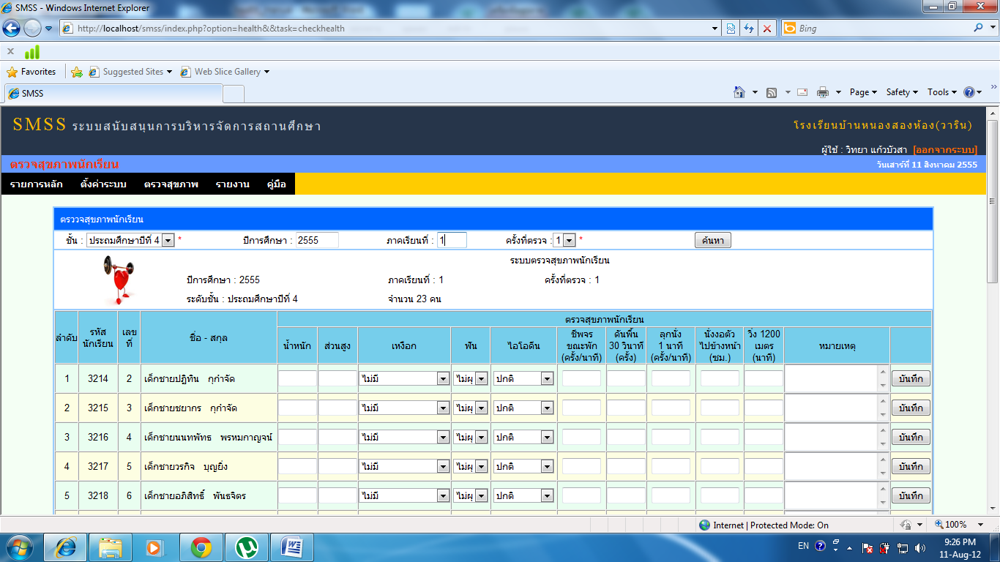 SMSS - Windows Internet Explorer
http://localhost/smss/index.php?option=health&&task=checkhealth
Bing
Favorites Suggested Sites Web Slice Gallery
SMSS
Page Safety Tools
SMSS ระบบสนับสนุนการบริหารจัดการสถานศึกษา
โรงเรียนบ้านหนองสองห้อง(วาริน)
ผู้ใช้ : วิทยา แก้วบัวสา [ออกจากระบบ]
ตรวจสุขภาพนักเรียน
วันเสาร์ที่ 11 สิงหาคม 2555
รายการหลัก ตั้งค่าระบบ ตรวจสุขภาพ รายงาน คู่มือ
ตรววจสุขภาพนักเรียน
ชั้น : ประถมศึกษาปีที่ 4 * ปีการศึกษา : 2555 ภาคเรียนที่ : 1 ครั้งที่ตรวจ : 1 * ค้นหา
ระบบตรวจสุขภาพนักเรียน
ปีการศึกษา : 2555 ภาคเรียนที่ : 1 ครั้งที่ตรวจ : 1
ระดับชั้น : ประถมศึกษาปีที่ 4 จำนวน 23 คน
ตรวจสุขภาพนักเรียน
ลำดับ รหัสนักเรียน เลขที่ ชื่อ - สกุล น้ำหนัก ส่วนสูง เหงือก ฟัน ไอโอดีน ชีพจรขณะพัก (ครั้ง/นาที) ดันพื้น 30 วินาที (ครั้ง) ลุกนั่ง 1 นาที (ครั้ง/นาที) นั่งงอตัวไปข้างหน้า (ซม.) วิ่ง 1200 เมตร (นาที) หมายเหตุ
1 3214 2 เด็กชายปฏิทิน กุกำจัด ไม่มี ไม่ผุ ปกติ บันทึก
2 3215 3 เด็กชายชยากร กุกำจัด ไม่มี ไม่ผุ ปกติ บันทึก
3 3216 4 เด็กชายนนทพัทธ พรหมกาญจน์ ไม่มี ไม่ผุ ปกติ บันทึก
4 3217 5 เด็กชายวรกิจ บุญยิ่ง ไม่มี ไม่ผุ ปกติ บันทึก
5 3218 6 เด็กชายอภิสิทธิ์ พันธจิตร ไม่มี ไม่ผุ ปกติ บันทึก
Internet | Protected Mode: On 100%
EN 9:26 PM
11-Aug-12